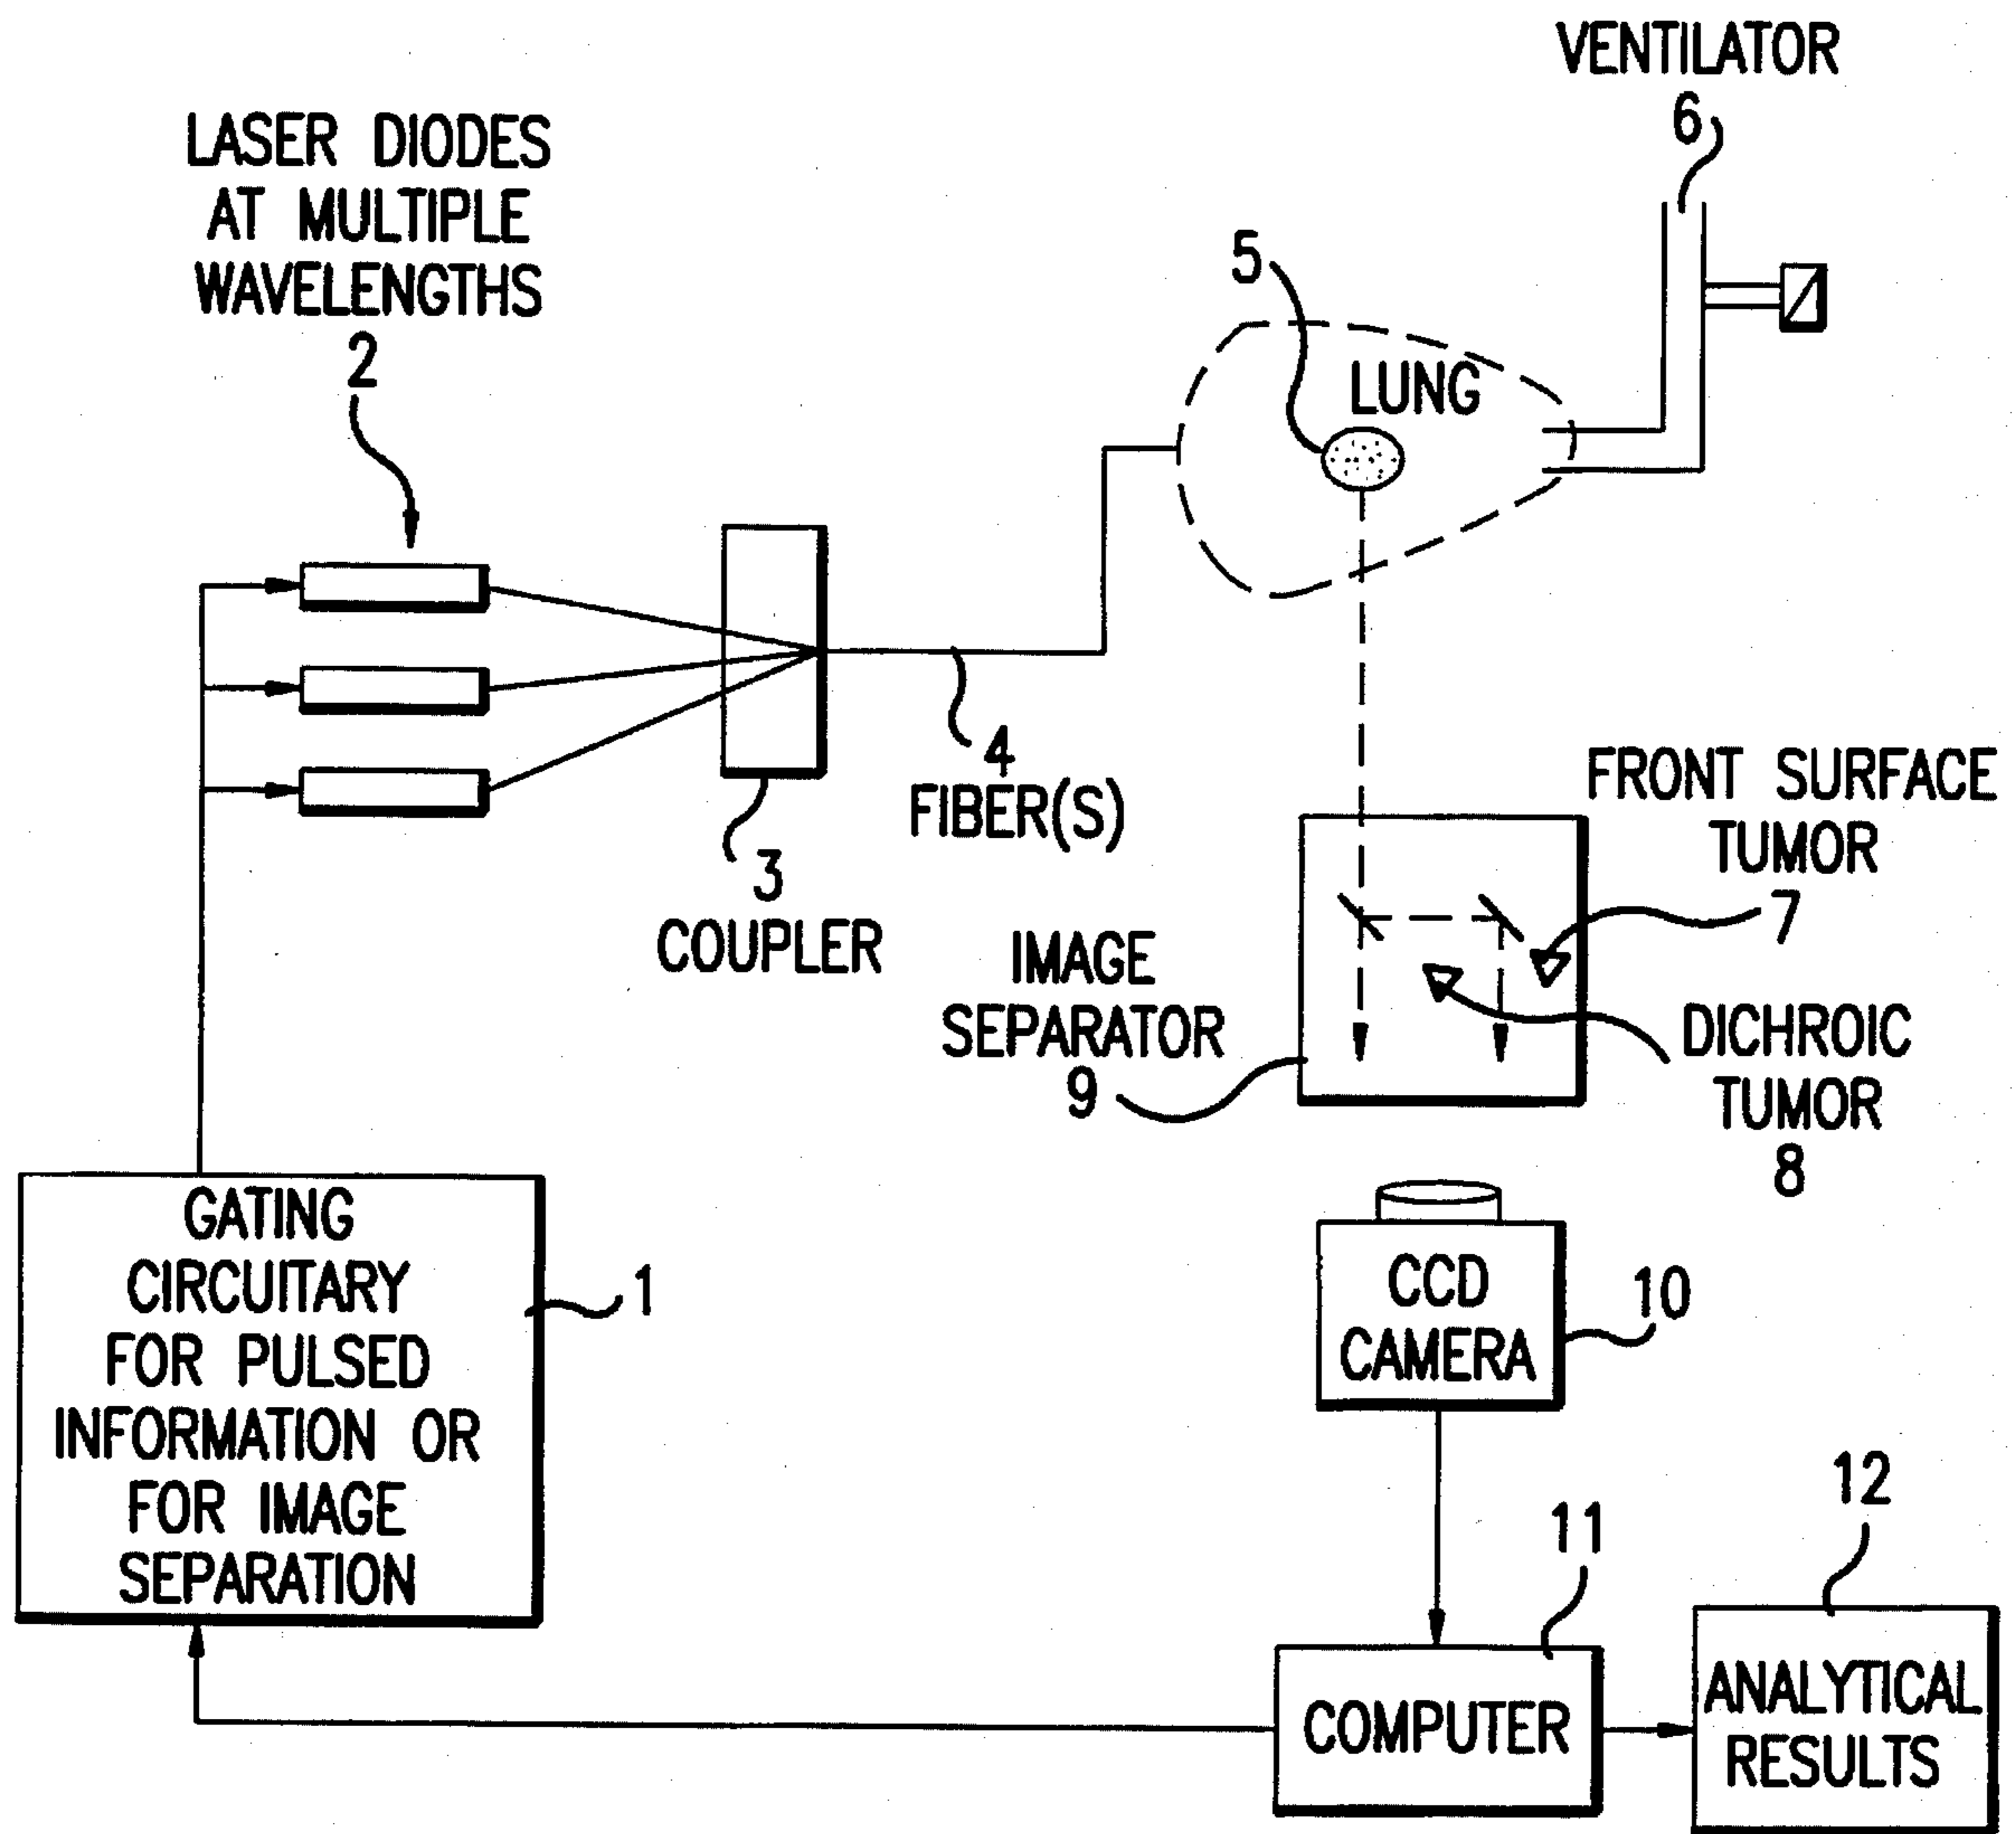 VENTILATOR
6
LASER DIODES
AT MULTIPLE
WAVELENGTHS
2
5
LUNG
4
FIBER(S)
3
COUPLER
FRONT SURFACE
TUMOR
7
IMAGE
SEPARATOR
9
DICHROIC
TUMOR
8
GATING
CIRCUITARY
FOR PULSED
INFORMATION OR
FOR IMAGE
SEPARATION
1
CCD
CAMERA
10
11
COMPUTER
12
ANALYTICAL
RESULTS